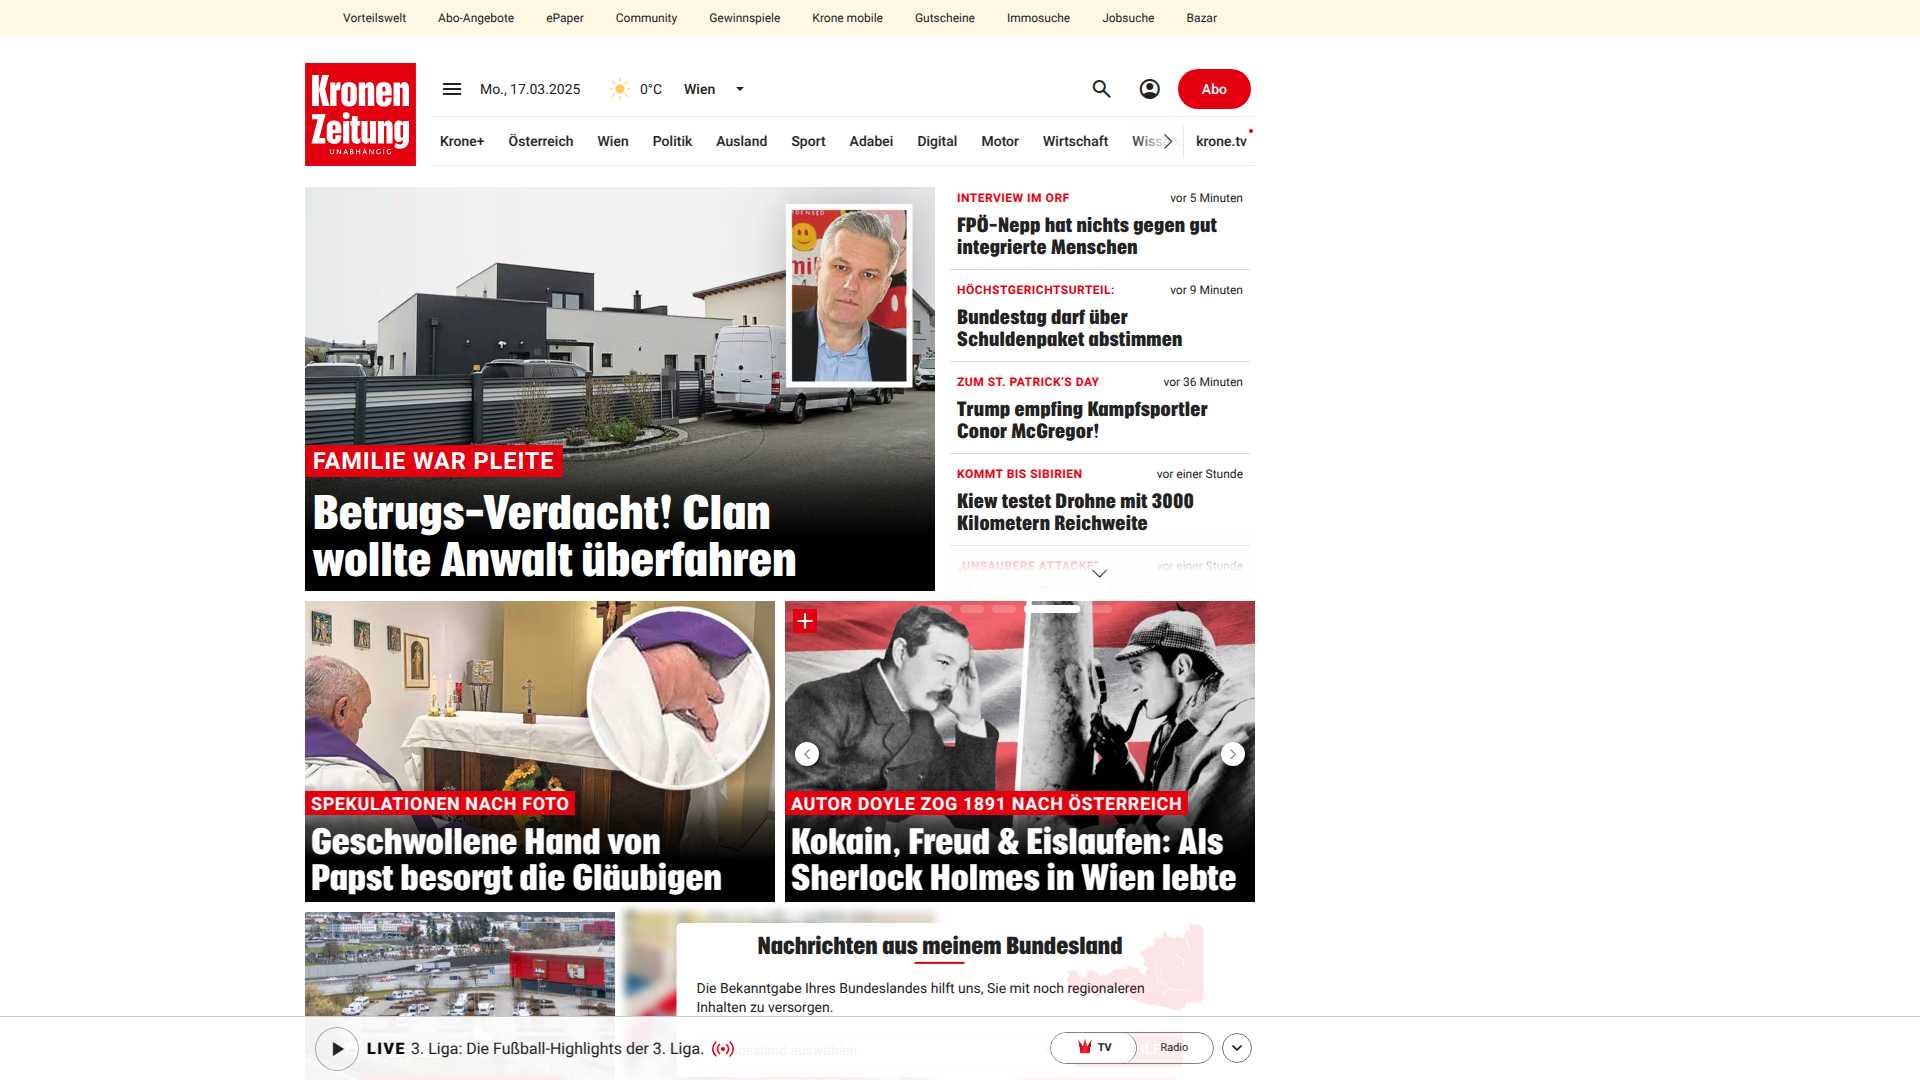 Vorteilswelt
Abo-Angebote
ePaper
Community
Gewinnspiele
Krone mobile
Gutscheine
Immosuche
Jobsuche
Bazar
Kronen
Zeitung
UNABHÄNGIG
Mo., 17.03.2025
0°C
Wien
Abo
Krone+
Österreich
Wien
Politik
Ausland
Sport
Adabei
Digital
Motor
Wirtschaft
krone.tv
FAMILIE WAR PLEITE
Betrugs-Verdacht! Clan
wollte Anwalt überfahren
INTERVIEW IM ORF
vor 5 Minuten
FPÖ-Nepp hat nichts gegen gut
integrierte Menschen
HÖCHSTGERICHTSURTEIL:
vor 9 Minuten
Bundestag darf über
Schuldenpaket abstimmen
ZUM ST. PATRICK'S DAY
vor 36 Minuten
Trump empfing Kampfsportler
Conor McGregor!
KOMMT BIS SIBIRIEN
vor einer Stunde
Kiew testet Drohne mit 3000
Kilometern Reichweite
„UNSAUBERE ATTACKE"
vor einer Stunde
SPEKULATIONEN NACH FOTO
Geschwollene Hand von
Papst besorgt die Gläubigen
AUTOR DOYLE ZOG 1891 NACH ÖSTERREICH
Kokain, Freud & Eislaufen: Als
Sherlock Holmes in Wien lebte
Nachrichten aus meinem Bundesland
Die Bekanntgabe Ihres Bundeslandes hilft uns, Sie mit noch regionaleren
Inhalten zu versorgen.
LIVE 3. Liga: Die Fußball-Highlights der 3. Liga.
TV
Radio